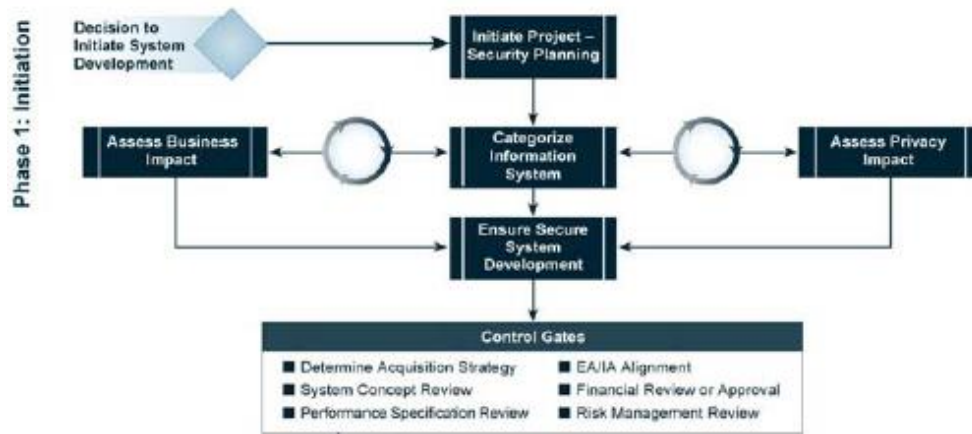 Phase 1: Initiation
Decision to
Initiate System
Development
Initiate Project –
Security Planning
Assess Business
Impact
Categorize
Information
System
Assess Privacy
Impact
Ensure Secure
System
Development
Control Gates
■ Determine Acquisition Strategy
■ System Concept Review
■ Performance Specification Review
■ EA/IA Alignment
■ Financial Review or Approval
■ Risk Management Review